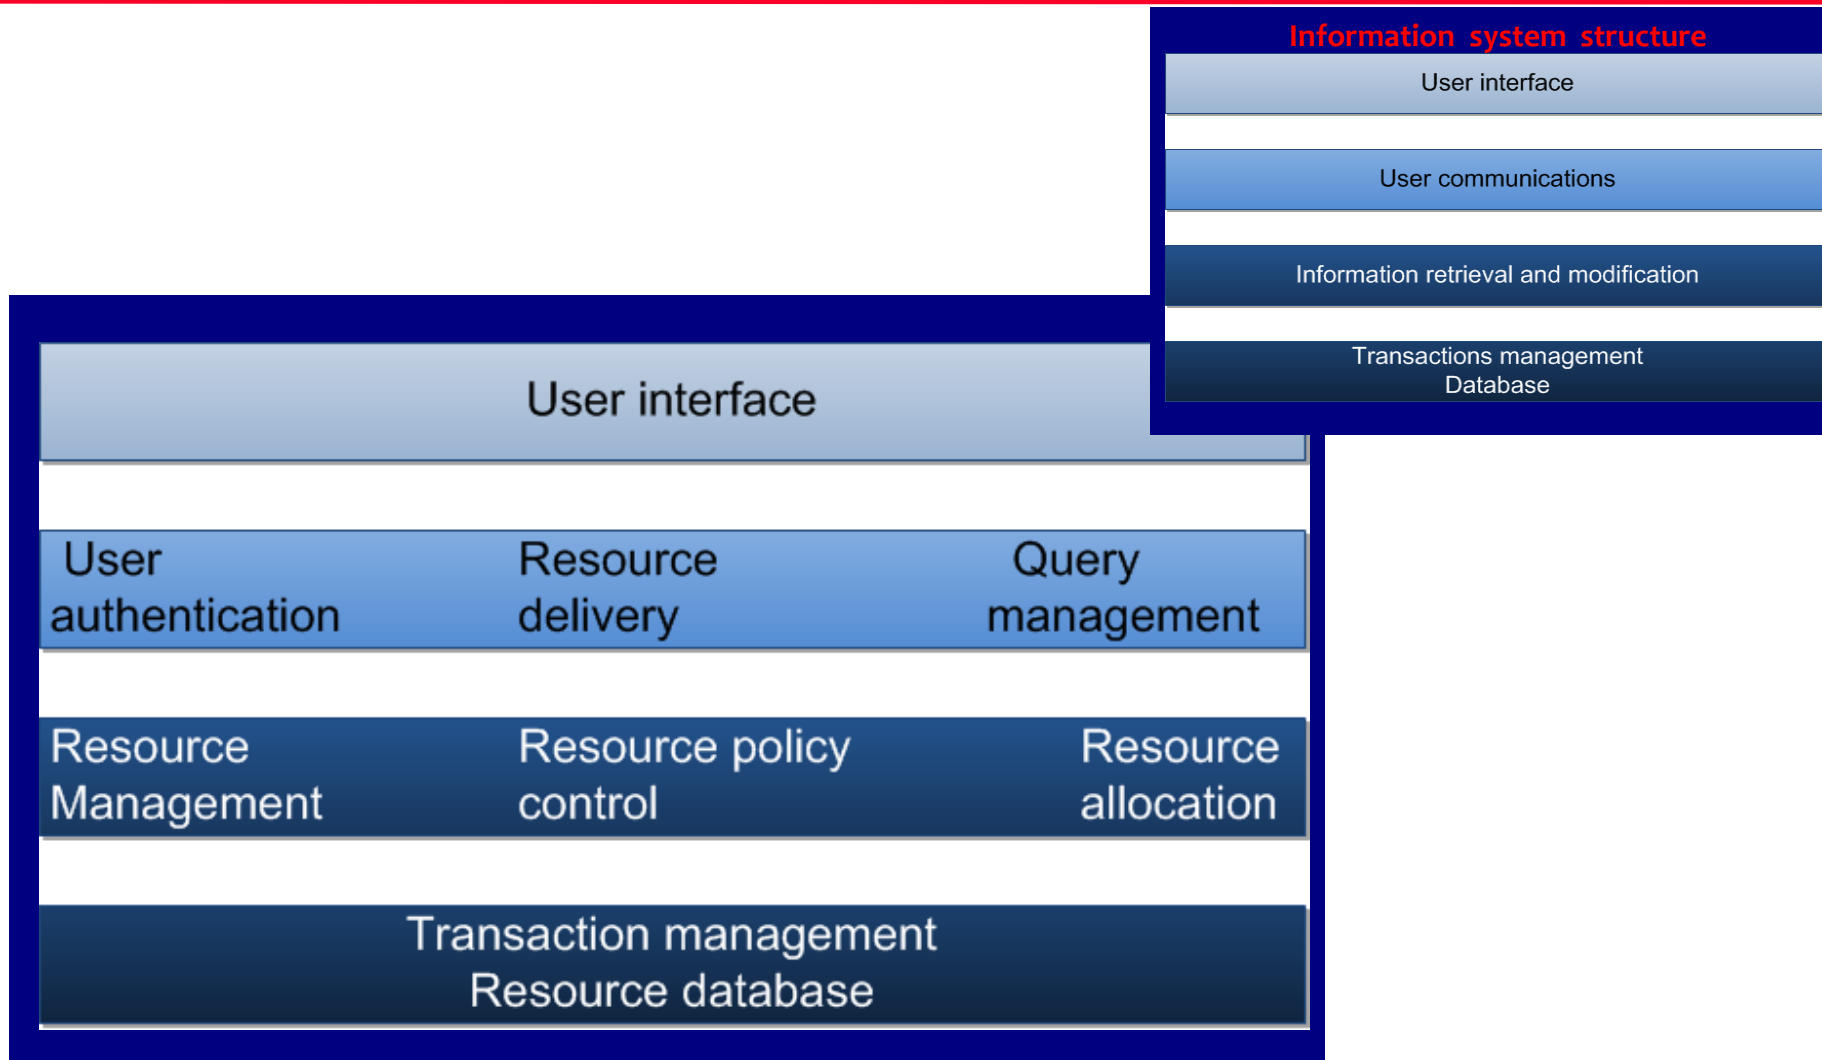 Information system structure
User interface
User communications
Information retrieval and modification
Transactions management
Database
User interface
User Resource Query
authentication delivery management
Resource Resource policy Resource
Management control allocation
Transaction management
Resource database